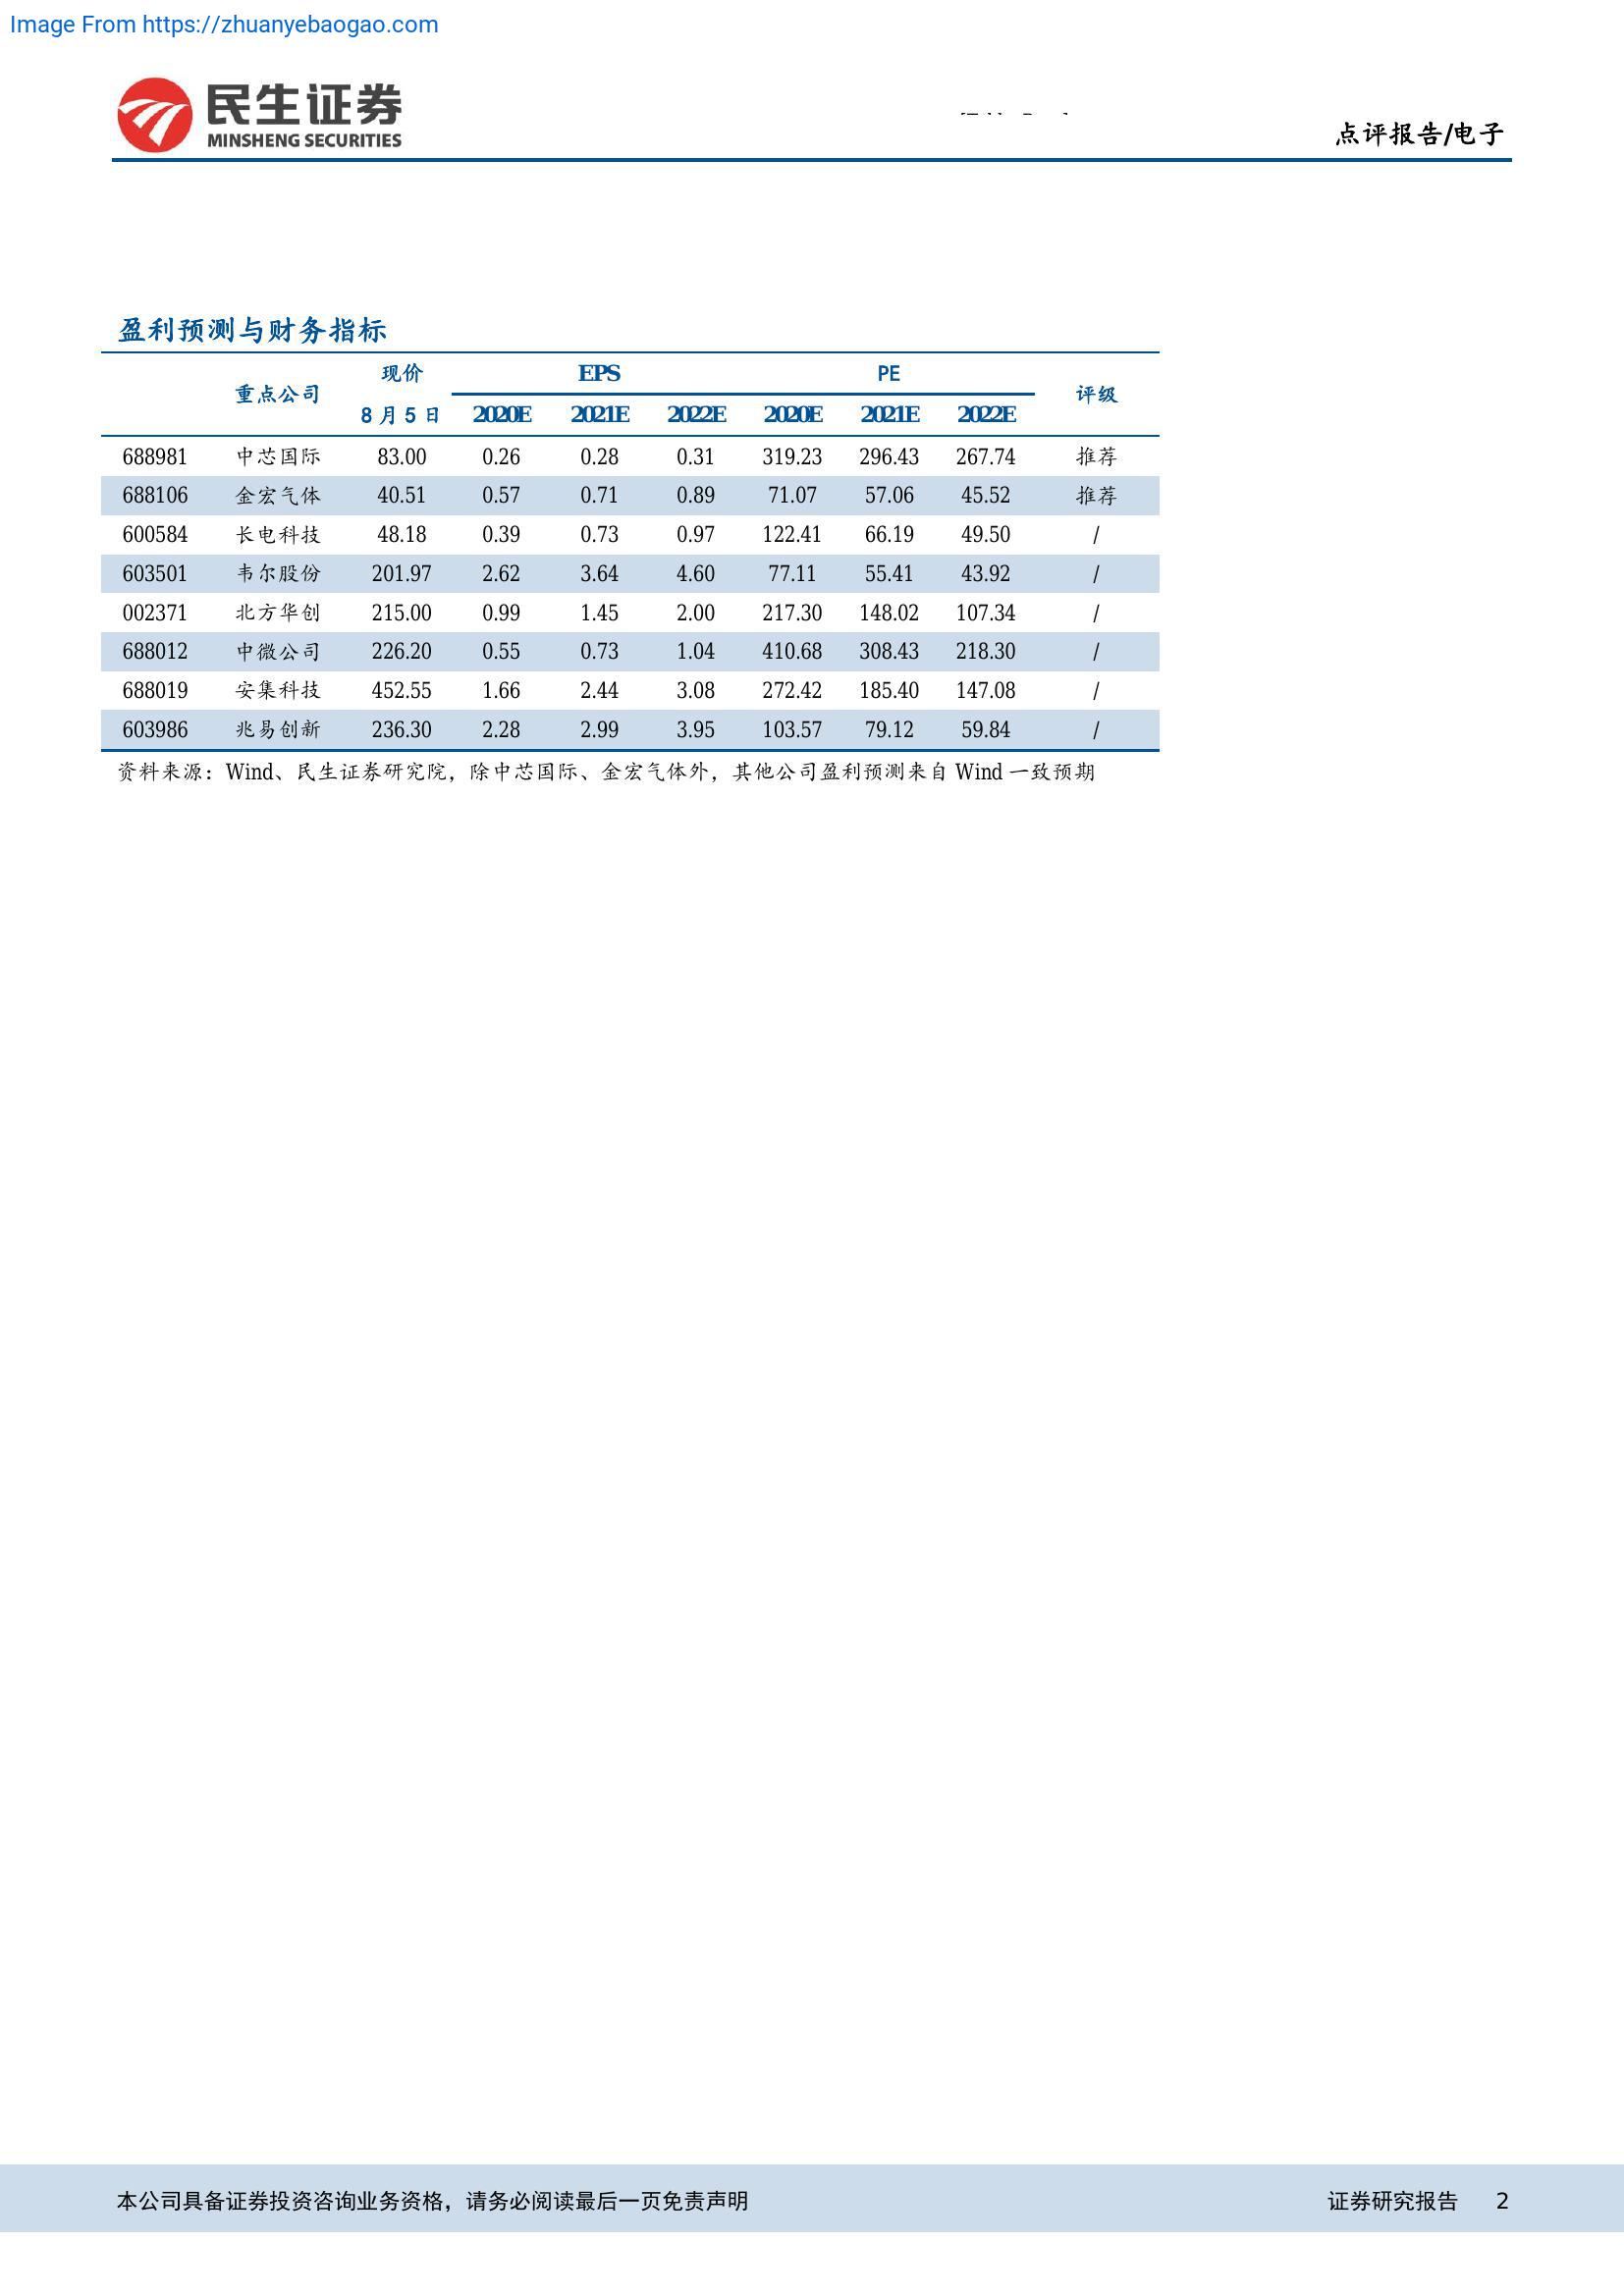 Image From https://zhuanyebaogao.com
民生证券
MINSHENG SECURITIES
点评报告/电子
盈利预测与财务指标
重点公司 现价 EPS PE 评级
8 月 5 日 2020E 2021E 2022E 2020E 2021E 2022E
688981 中芯国际 83.00 0.26 0.28 0.31 319.23 296.43 267.74 推荐
688106 金宏气体 40.51 0.57 0.71 0.89 71.07 57.06 45.52 推荐
600584 长电科技 48.18 0.39 0.73 0.97 122.41 66.19 49.50 /
603501 韦尔股份 201.97 2.62 3.64 4.60 77.11 55.41 43.92 /
002371 北方华创 215.00 0.99 1.45 2.00 217.30 148.02 107.34 /
688012 中微公司 226.20 0.55 0.73 1.04 410.68 308.43 218.30 /
688019 安集科技 452.55 1.66 2.44 3.08 272.42 185.40 147.08 /
603986 兆易创新 236.30 2.28 2.99 3.95 103.57 79.12 59.84 /
资料来源：Wind、民生证券研究院，除中芯国际、金宏气体外，其他公司盈利预测来自 Wind 一致预期
本公司具备证券投资咨询业务资格，请务必阅读最后一页免责声明 证券研究报告 2